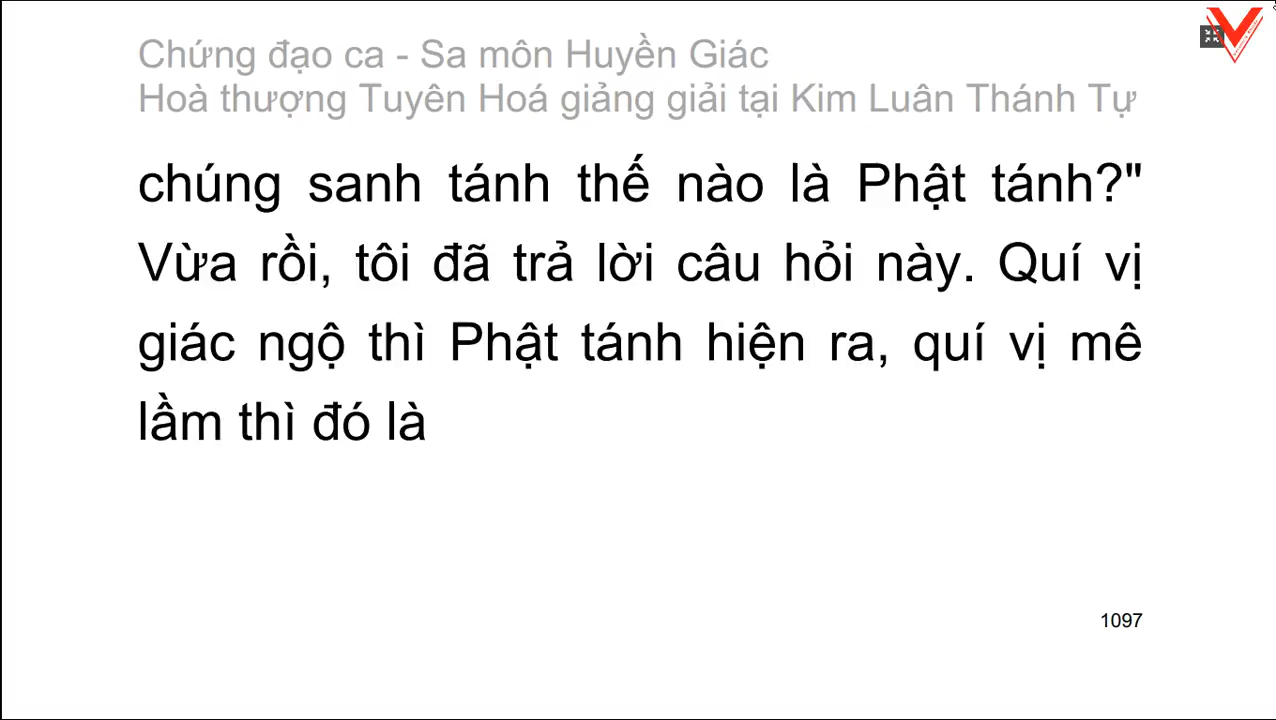 Chứng đạo ca - Sa môn Huyền Giác
Hoà thượng Tuyên Hoá giảng giải tại Kim Luân Thánh Tự
chúng sanh tánh thế nào là Phật tánh?"
Vừa rồi, tôi đã trả lời câu hỏi này. Quí vị
giác ngộ thì Phật tánh hiện ra, quí vị mê
lầm thì đó là
1097